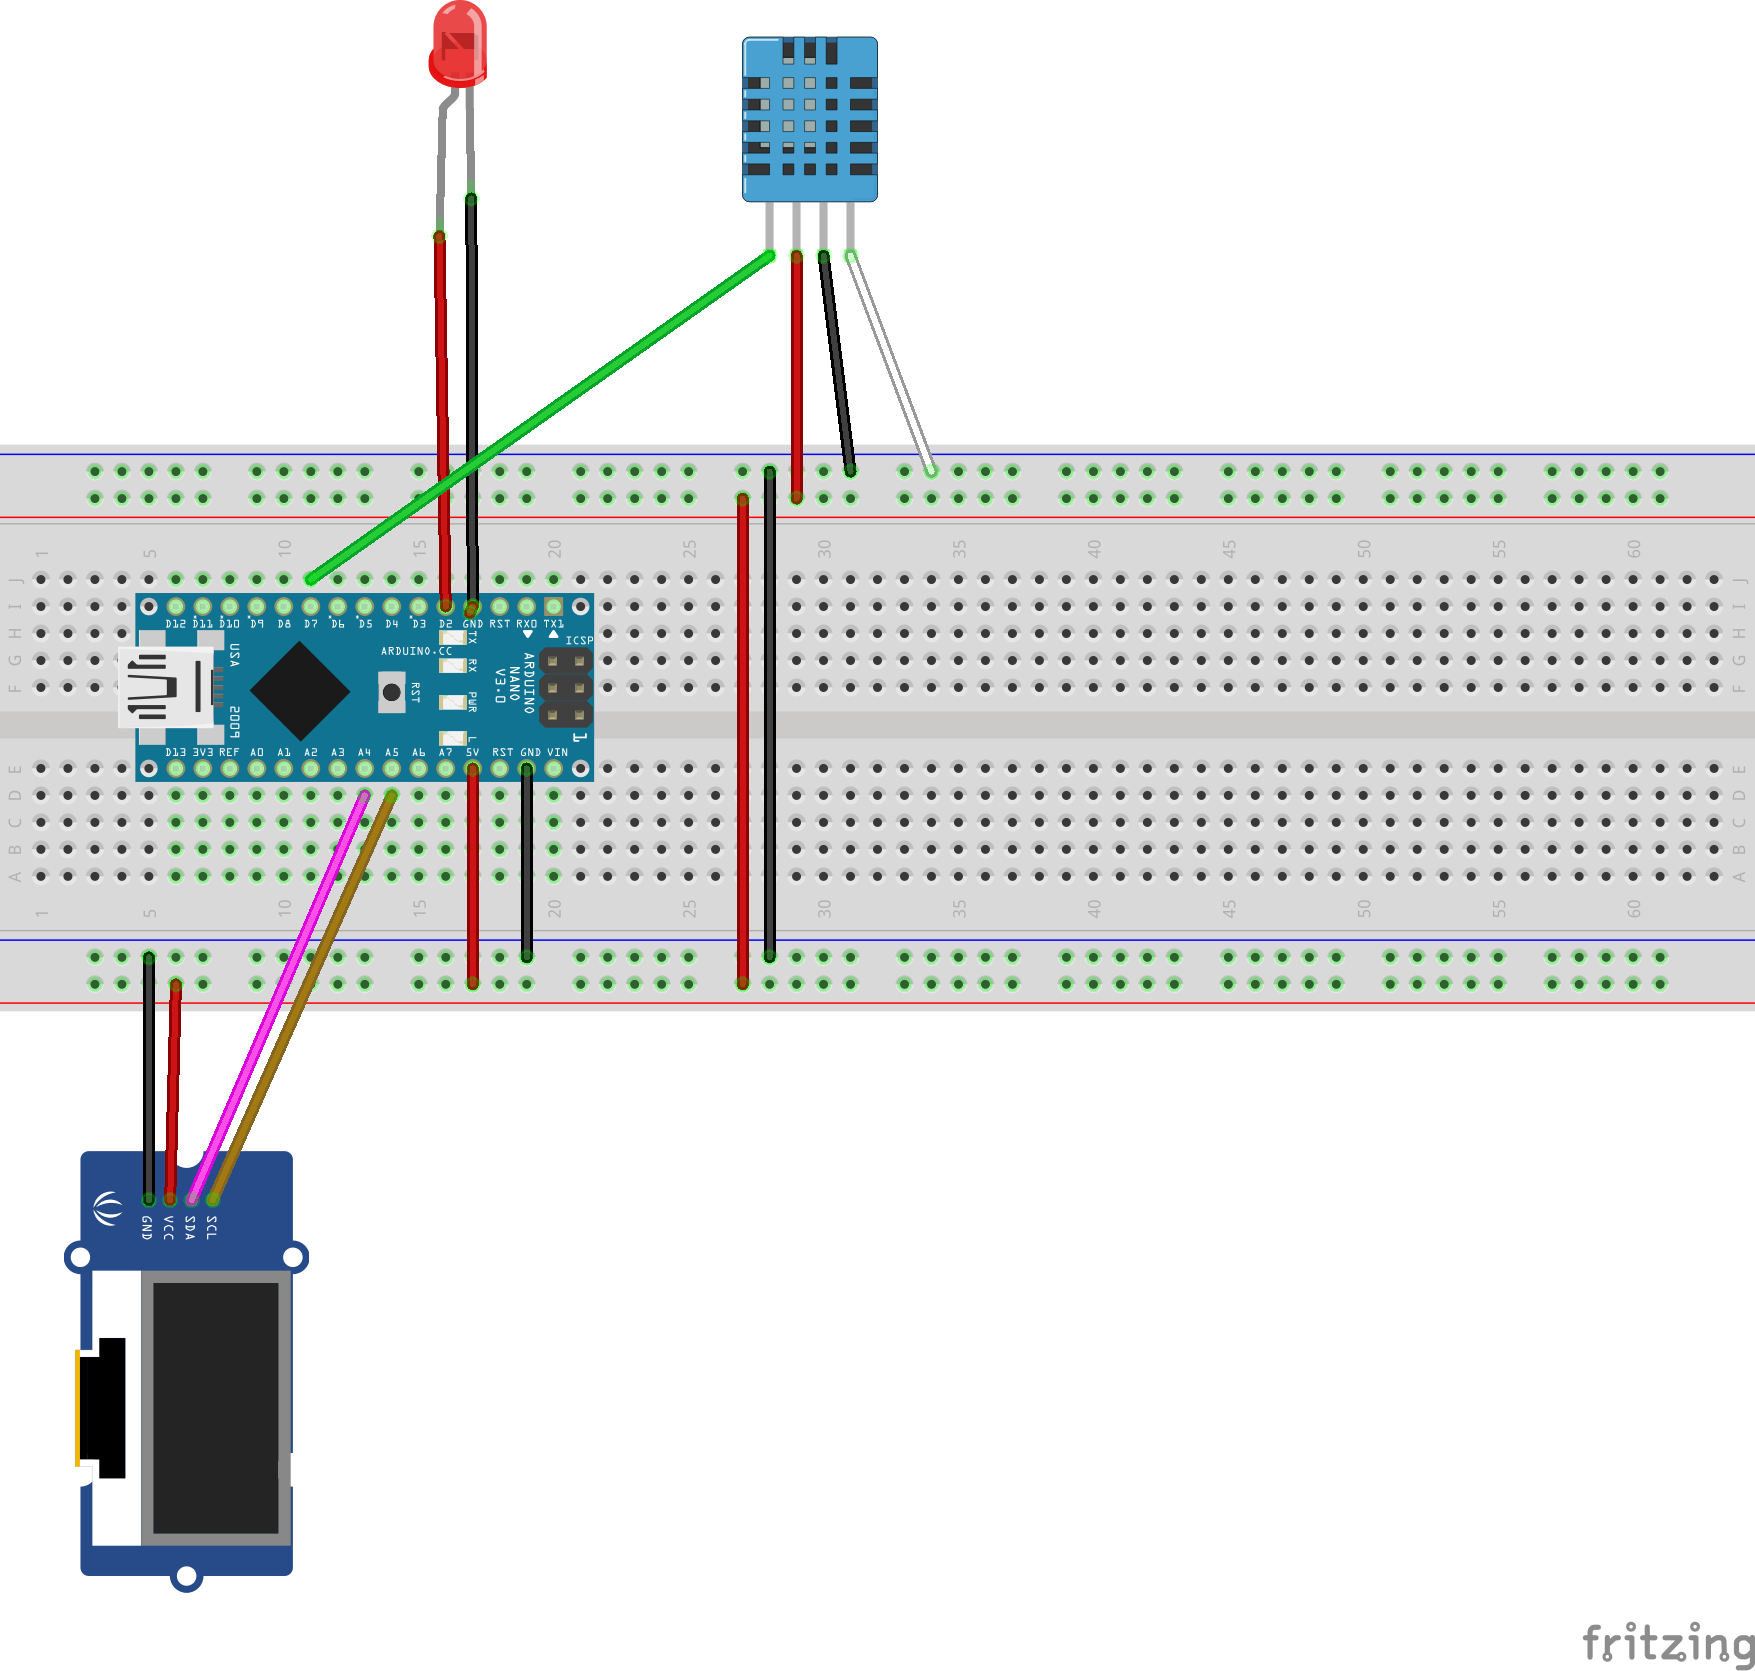 1 5 10 15 20 25 30 35 40 45 50 55 60
J J
I I
H H
G G
F F
D12 D11 D10 D9 D8 D7 D6 D5 D4 D3 D2 GND RST RX0 TX1
ICSP
TX
ARDUINO.CC
RX
USA
RST
PWR
ARDUINO
NANO
V3.0
2009
L
1
D13 3V3 REF A0 A1 A2 A3 A4 A5 A6 A7 5V RST GND VIN
E E
D D
C C
B B
A A
1 5 10 15 20 25 30 35 40 45 50 55 60
GND VCC SDA SCL
fritzing